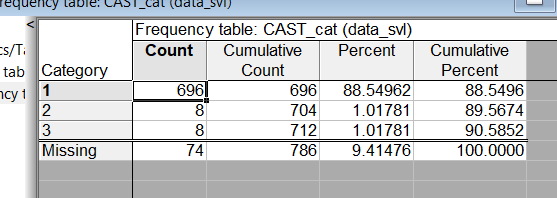 requency table: CAST_cat (data_svl)
Frequency table: CAST_cat (data_svl)
Category Count Cumulative Count Percent Cumulative Percent
1 696 696 88.54962 88.5496
2 8 704 1.01781 89.5674
3 8 712 1.01781 90.5852
Missing 74 786 9.41476 100.0000
cs/Ta
tab
ncy t